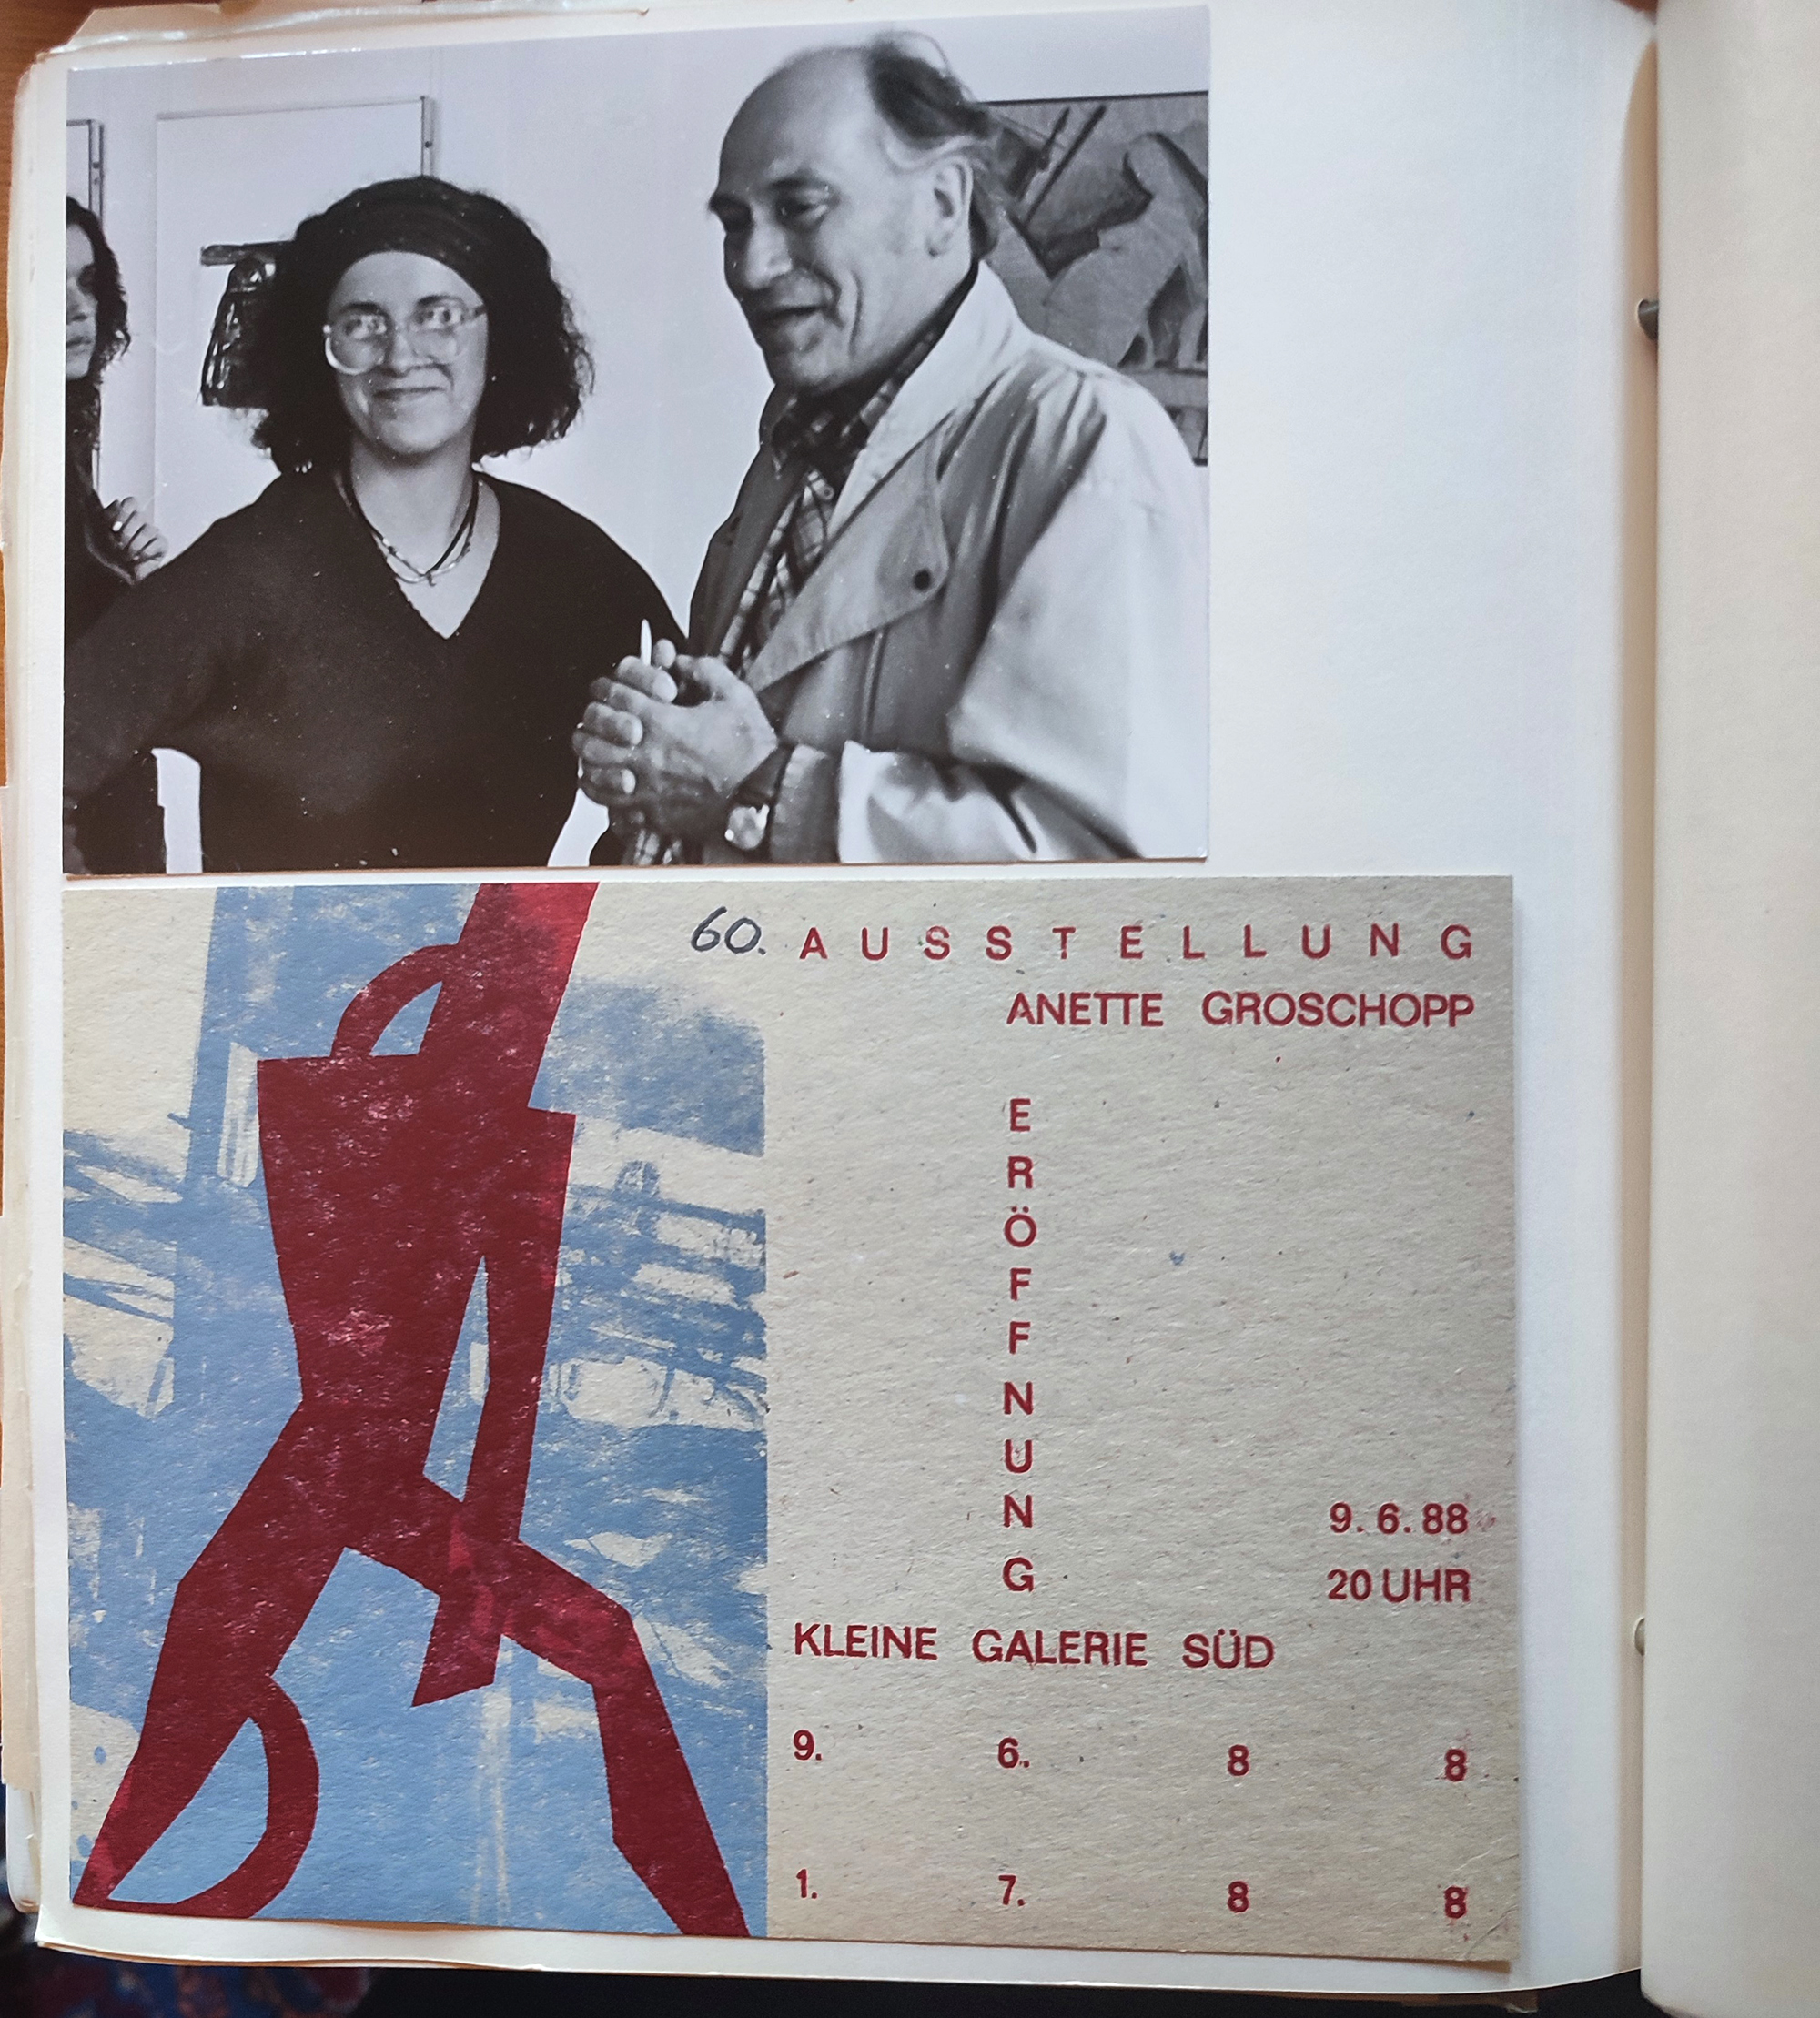 60. AUSSTELLUNG
ANETTE GROSCHOPP
ERÖFFNUNG
9. 6. 88
20 UHR
KLEINE GALERIE SÜD
9. 6. 8 8
1. 7. 8 8